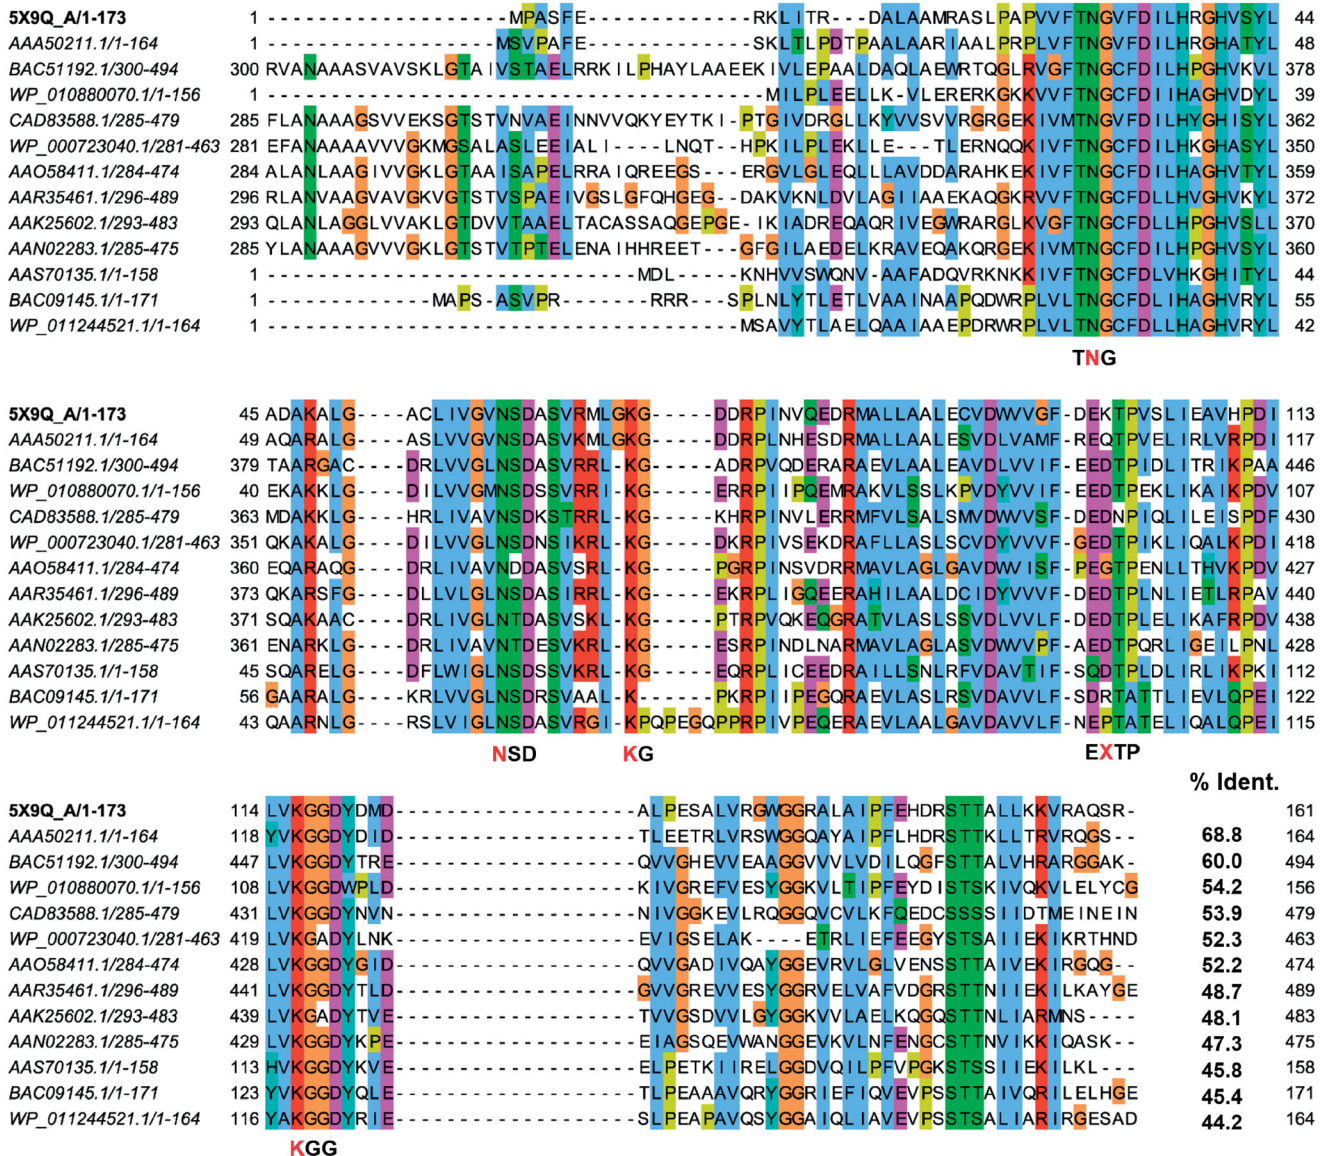 5X9Q_A/1-173 1 - - - - - - - - - - - - - - - - - - - MPASFE - - - - - - - - - - - - - RKLITR - - - DALAAMRASLPAPVVFTNGVFDILHRGHVSYL 44
AAA50211.1/1-164 1 - - - - - - - - - - - - - - - - - - MSVPAFE - - - - - - - - - - - - - SKLTLPDTPAALAARIAALPRPLVFTNGVFDILHRGHATYL 48
BAC51192.1/300-494 300 RVANAAASVAVSKLGTAIVSTAELRRKILPHAYLAAEEKIVLEPAALDAQLAEWRTQGLRVGFTNGCFDILHPGHVKVL 378
WP_010880070.1/1-156 1 - - - - - - - - - - - - - - - - - - - - - - - - - - - - - - - - - - - - - - - MILPLEELLK-VLERERKGKKVVFTNGCFDIIHAGHVDYL 39
CAD83588.1/285-479 285 FLANAAAGSVVEKSGTSTVNVAEINNVVQKYEYTKI-PTGIVDRGLLKYVVSVVRGRGEKIVMTNGCFDILHYGHISYL 362
WP_000723040.1/281-463 281 EFANAAAAVVVGKMGSALASLEEIALI - - - - LNQT - - HPKILPLEKLLE - - - TLERNQQKIVFTNGCFDILHKGHASYL 350
AAO58411.1/284-474 284 ALANLAAGIVVGKLGTAAISAPELRRAIQREEGS - - - ERGVLGLEQLLLAVDDARAHKEKIVFTNGCFDILHAGHVTYL 359
AAR35461.1/296-489 296 RLANVAAGVAVGKVGTSTVSPAEIVGSLGFQHGEG-DAKVKNLDVLAGIIAAEKAQGKRVVFTNGCFDLLHVGHVKYL 372
AAK25602.1/293-483 293 QLANLAGGLVVAKLGTDVVTAAELTACASSAQGEPGE-IKIADREQAQRIVEGWRARGLKVGFTNGCFDLLHPGHVSLL 370
AAN02283.1/285-475 285 YLANAAAGVVVGKLGTSTVTPTELENAIHHREET - - - GFGILAEDELKRAVEQAKQRGEKIVMTNGCFDILHPGHVSYL 360
AAS70135.1/1-158 1 - - - - - - - - - - - - - - - - - - - - - - - - - - - - - MDL - - - - - KNHVVSWQNV-AAFADQVRKNKKIVFTNGCFDLVHKGHITYL 44
BAC09145.1/1-171 1 - - - - - - - - - - - - - MAPS-ASVPR - - - - - - - RRR - - - SPLNLYTLETLVAAINAAPQDWRPLVLTNGCFDLIHAGHVRYL 55
WP_011244521.1/1-164 1 - - - - - - - - - - - - - - - - - - - - - - - - - - - - - - - - - - - - - MSAVYTLAELQAAIAAEPDRWRPLVLTNGCFDLLHAGHVRYL 42
TNG
5X9Q_A/1-173 45 ADAKALG - - - - ACLIVGVNSDASVRMLGKG - - - - - DDRPINVQEDRMALLAALECVDWVVGF-DEKTPVSLIEAVHPDI 113
AAA50211.1/1-164 49 AQARALG - - - - ASLVVGVNSDASVKMLGKG - - - - - DDRPLNHESDRMALLAALESVDLVAMF-REQTPVELIRLVRPDI 117
BAC51192.1/300-494 379 TAARGAC - - - - DRLVVGLNSDASVRRL-KG - - - - - ADRPVQDERARAEVLAALEAVDLVVIF-EEDTPIDLITRIKPAA 446
WP_010880070.1/1-156 40 EKAKKLG - - - - DILVVGMNSDSSVRRI-KG - - - - - ERRPIIPQEMRAKVLSSLKPVDYVVIF-EEDTPEKLIKAIKPDV 107
CAD83588.1/285-479 363 MDAKKLG - - - - HRLIVAVNSDKSTRRL-KG - - - - - KHRPINVLERRMFVLSALSMVDWVVSF-DEDNPIQLILEISPDF 430
WP_000723040.1/281-463 351 QKAKALG - - - - DILVVGLNSDNSIKRL-KG - - - - - DKRPIVSEKDRAFLLASLSCVDYVVVF-GEDTPIKLIQALKPDI 418
AAO58411.1/284-474 360 EQARAQG - - - - DRLIVAVNDDASVSRL-KG - - - - - PGRPINSVDRRMAVLAGLGAVDWVISF-PEGTPENLLTHVKPDV 427
AAR35461.1/296-489 373 QKARSFG - - - - DLLVLGLNSDASIRRL-KG - - - - - EKRPLIGQEERAHILAALDCIDYVVVF-DEDTPLNLIETLRPAV 440
AAK25602.1/293-483 371 SQAKAAC - - - - DRLIVGLNTDASVSKL-KG - - - - - PTRPVQKEQGRATVLASLSSVDLVVLF-DEDTPLELIKAFRPDV 438
AAN02283.1/285-475 361 ENARKLG - - - - DRLIVAVNTDESVKRL-KG - - - - - ESRPINDLNARMAVLAGLASVDWLVPF-AEDTPQRLIGEILPNL 428
AAS70135.1/1-158 45 SQARELG - - - - DFLWIGLNSDASVKRL-KG - - - - - EQRPLICEEDRAILLSNLRFVDAVTIF-SQDTPLDLIRLIKPKI 112
BAC09145.1/1-171 56 GAARALG - - - - KRLVVGLNSDRSVAAL-K - - - - - - PKRPIIPEGQRAEVLASLRSVDAVVLF-SDRTATTLIEVLQPEI 122
WP_011244521.1/1-164 43 QAARNLG - - - - RSLVIGLNSDASVRGI-KPQPEGQPPRPIVPEQERAEVLAALGAVDAVVLF-NEPTATELIQALQPEI 115
NSD KG EXTP
% Ident.
5X9Q_A/1-173 114 LVKGGDYDMD - - - - - - - - - - - - - - - - - - - ALPESALVRGWGGRALAIPFEHDRSTTALLKKVRAQSR- 161
AAA50211.1/1-164 118 YVKGGDYDID - - - - - - - - - - - - - - - - - - - TLEETRLVRSWGGQAYAIPFLHDRSTTKLLTRVRQGS- - 68.8 164
BAC51192.1/300-494 447 LVKGGDYTRE - - - - - - - - - - - - - - - - - - - QVVGHEVVEAAGGVVVLVDILQGFSTTALVHRARGGAK- 60.0 494
WP_010880070.1/1-156 108 LVKGGDWPLD - - - - - - - - - - - - - - - - - - - KIVGREFVESYGGKVLTIPFEYDISTSKIVQKVLELYCG 54.2 156
CAD83588.1/285-479 431 LVKGGDYNVN - - - - - - - - - - - - - - - - - - - NIVGGKEVLRQGGQVCVLKFQEDCSSSSIIDTMEINEIN 53.9 479
WP_000723040.1/281-463 419 LVKGADYLNK - - - - - - - - - - - - - - - - - - - EVIGSELAK - - - ETRLIEFEEGYSTSAIIEKIKRTHND 52.3 463
AAO58411.1/284-474 428 LVKGGDYGID - - - - - - - - - - - - - - - - - - - QVVGADIVQAYGGEVRVLGLVENSSTTAIVEKIRGQG- - 52.2 474
AAR35461.1/296-489 441 LVKGGDYTLD - - - - - - - - - - - - - - - - - - - GVVGREVVESYGGRVELVAFVDGRSTTNIIEKILKAYGE 48.7 489
AAK25602.1/293-483 439 LVKGADYTVE - - - - - - - - - - - - - - - - - - - TVVGSDVVLGYGGKVVLAELKQGQSTTNLIARMNS - - - - 48.1 483
AAN02283.1/285-475 429 LVKGGDYKPE - - - - - - - - - - - - - - - - - - - EIAGSQEVWANGGEVKVLNFENGCSTTNVIKKIQASK- - 47.3 475
AAS70135.1/1-158 113 HVKGGDYKVE - - - - - - - - - - - - - - - - - - - ELPETKIIRELGGDVQILPFVPGKSTSSIIEKILKL - - - 45.8 158
BAC09145.1/1-171 123 YVKGGDYQLE - - - - - - - - - - - - - - - - - - - TLPEAAAVQRYGGRIEFIQVEVPSSTTAIVQRILELHGE 45.4 171
WP_011244521.1/1-164 116 YAKGGDYRIE - - - - - - - - - - - - - - - - - - - SLPEAPAVQSYGGAIQLIAVEVPSSTSALIARIRGESAD 44.2 164
KGG